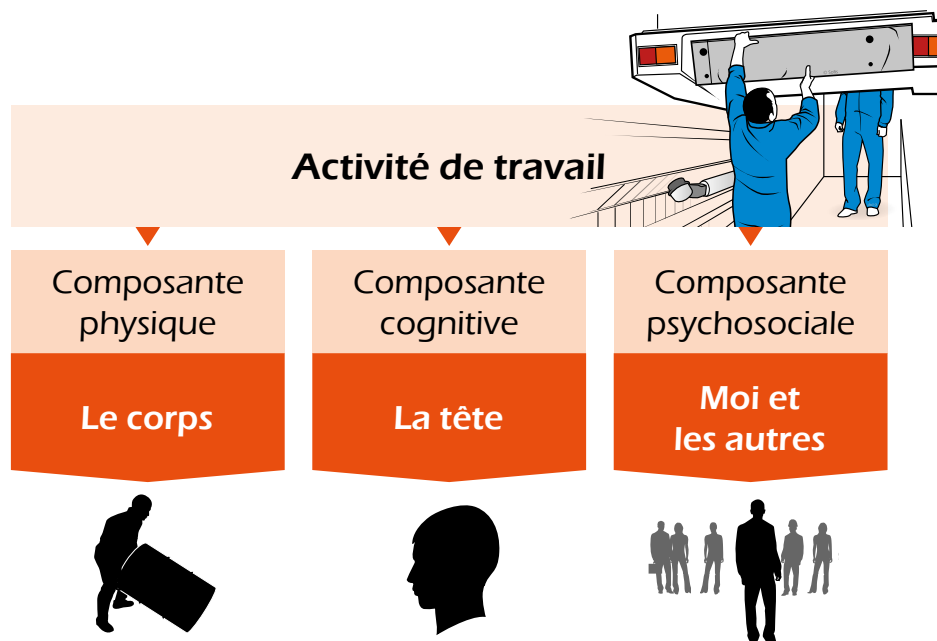 Activité de travail
Composante
physique
Composante
cognitive
Composante
psychosociale
Le corps
La tête
Moi et
les autres